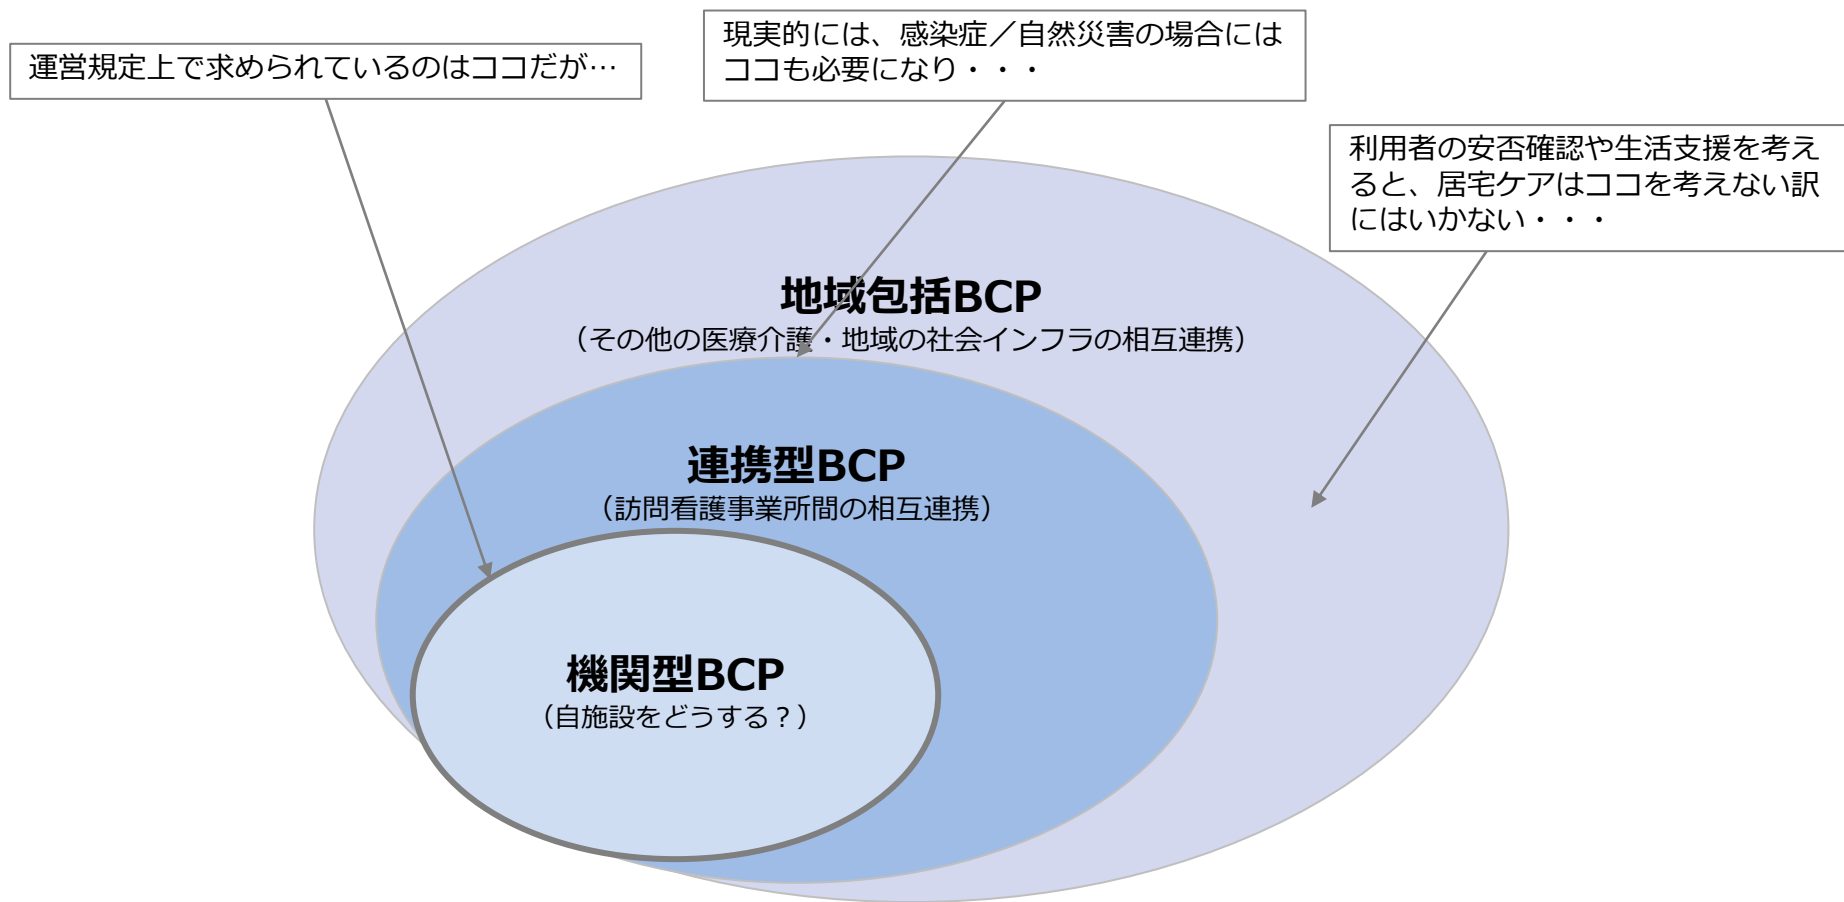 運営規定上で求められているのはココだが…
現実的には、感染症／自然災害の場合には
ココも必要になり・・・
利用者の安否確認や生活支援を考え
ると、居宅ケアはココを考えない訳
にはいかない・・・
地域包括BCP
（その他の医療介護・地域の社会インフラの相互連携）
連携型BCP
（訪問看護事業所間の相互連携）
機関型BCP
（自施設をどうする？）